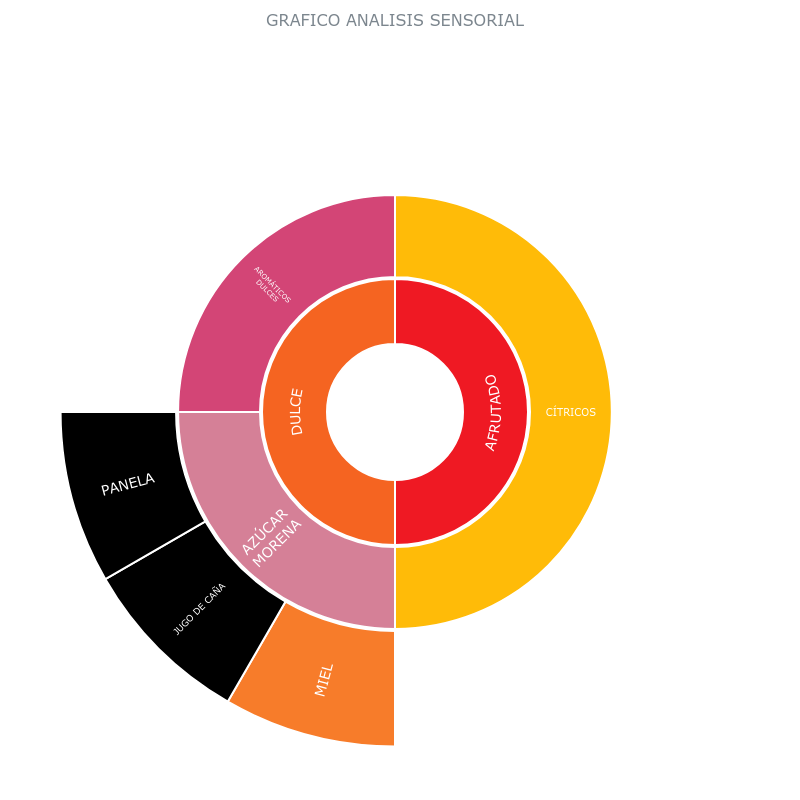 GRAFICO ANALISIS SENSORIAL
AROMÁTICOS
DULCES
DULCE
AFRUTADO
CÍTRICOS
PANELA
AZÚCAR
MORENA
JUGO DE CAÑA
MIEL